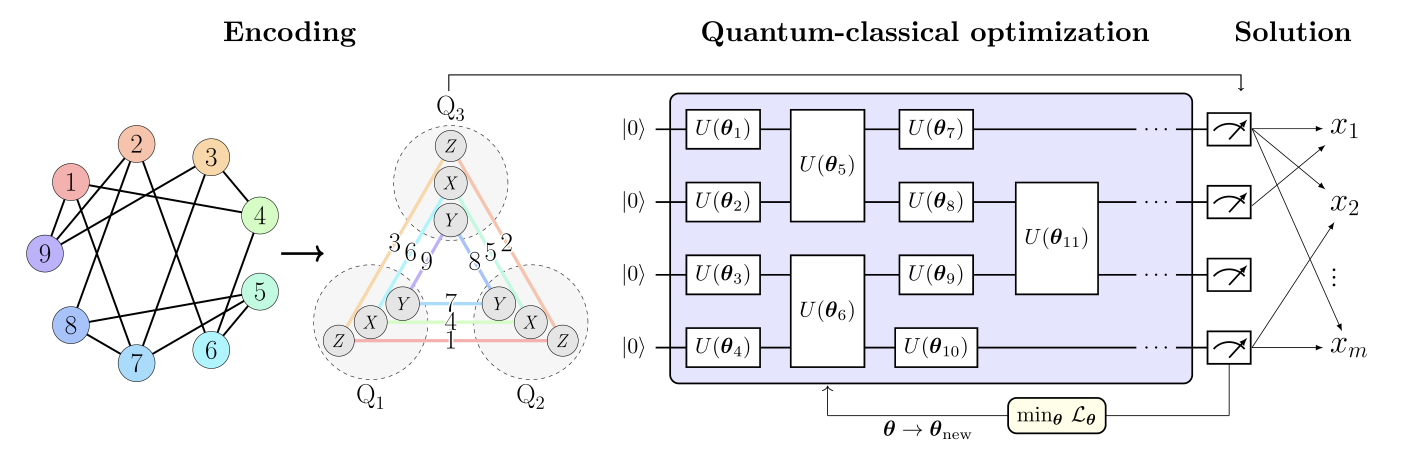 Encoding
Quantum-classical optimization
Solution
1
2
3
4
5
6
7
8
9
Q₃
Z
X
Y
3 6 9 8 5 2
Y 7 Y
X 4 X
Z 1 Z
Q₁
Q₂
|0⟩ U(θ₁) U(θ₅) U(θ₇) ··· x₁
|0⟩ U(θ₂) U(θ₈) U(θ₁₁) ··· x₂
|0⟩ U(θ₃) U(θ₆) U(θ₉) ··· ⋮
|0⟩ U(θ₄) U(θ₁₀) ··· xₘ
θ → θₙₑw
min_θ ℒ_θ